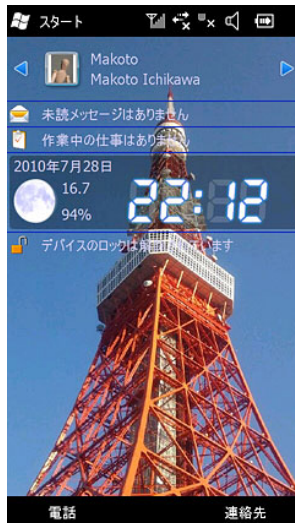 スタート
Makoto
Makoto Ichikawa
未読メッセージはありません
作業中の仕事はありません
2010年7月28日
16.7
22:12
94%
デバイスのロックは解除されています
電話
連絡先